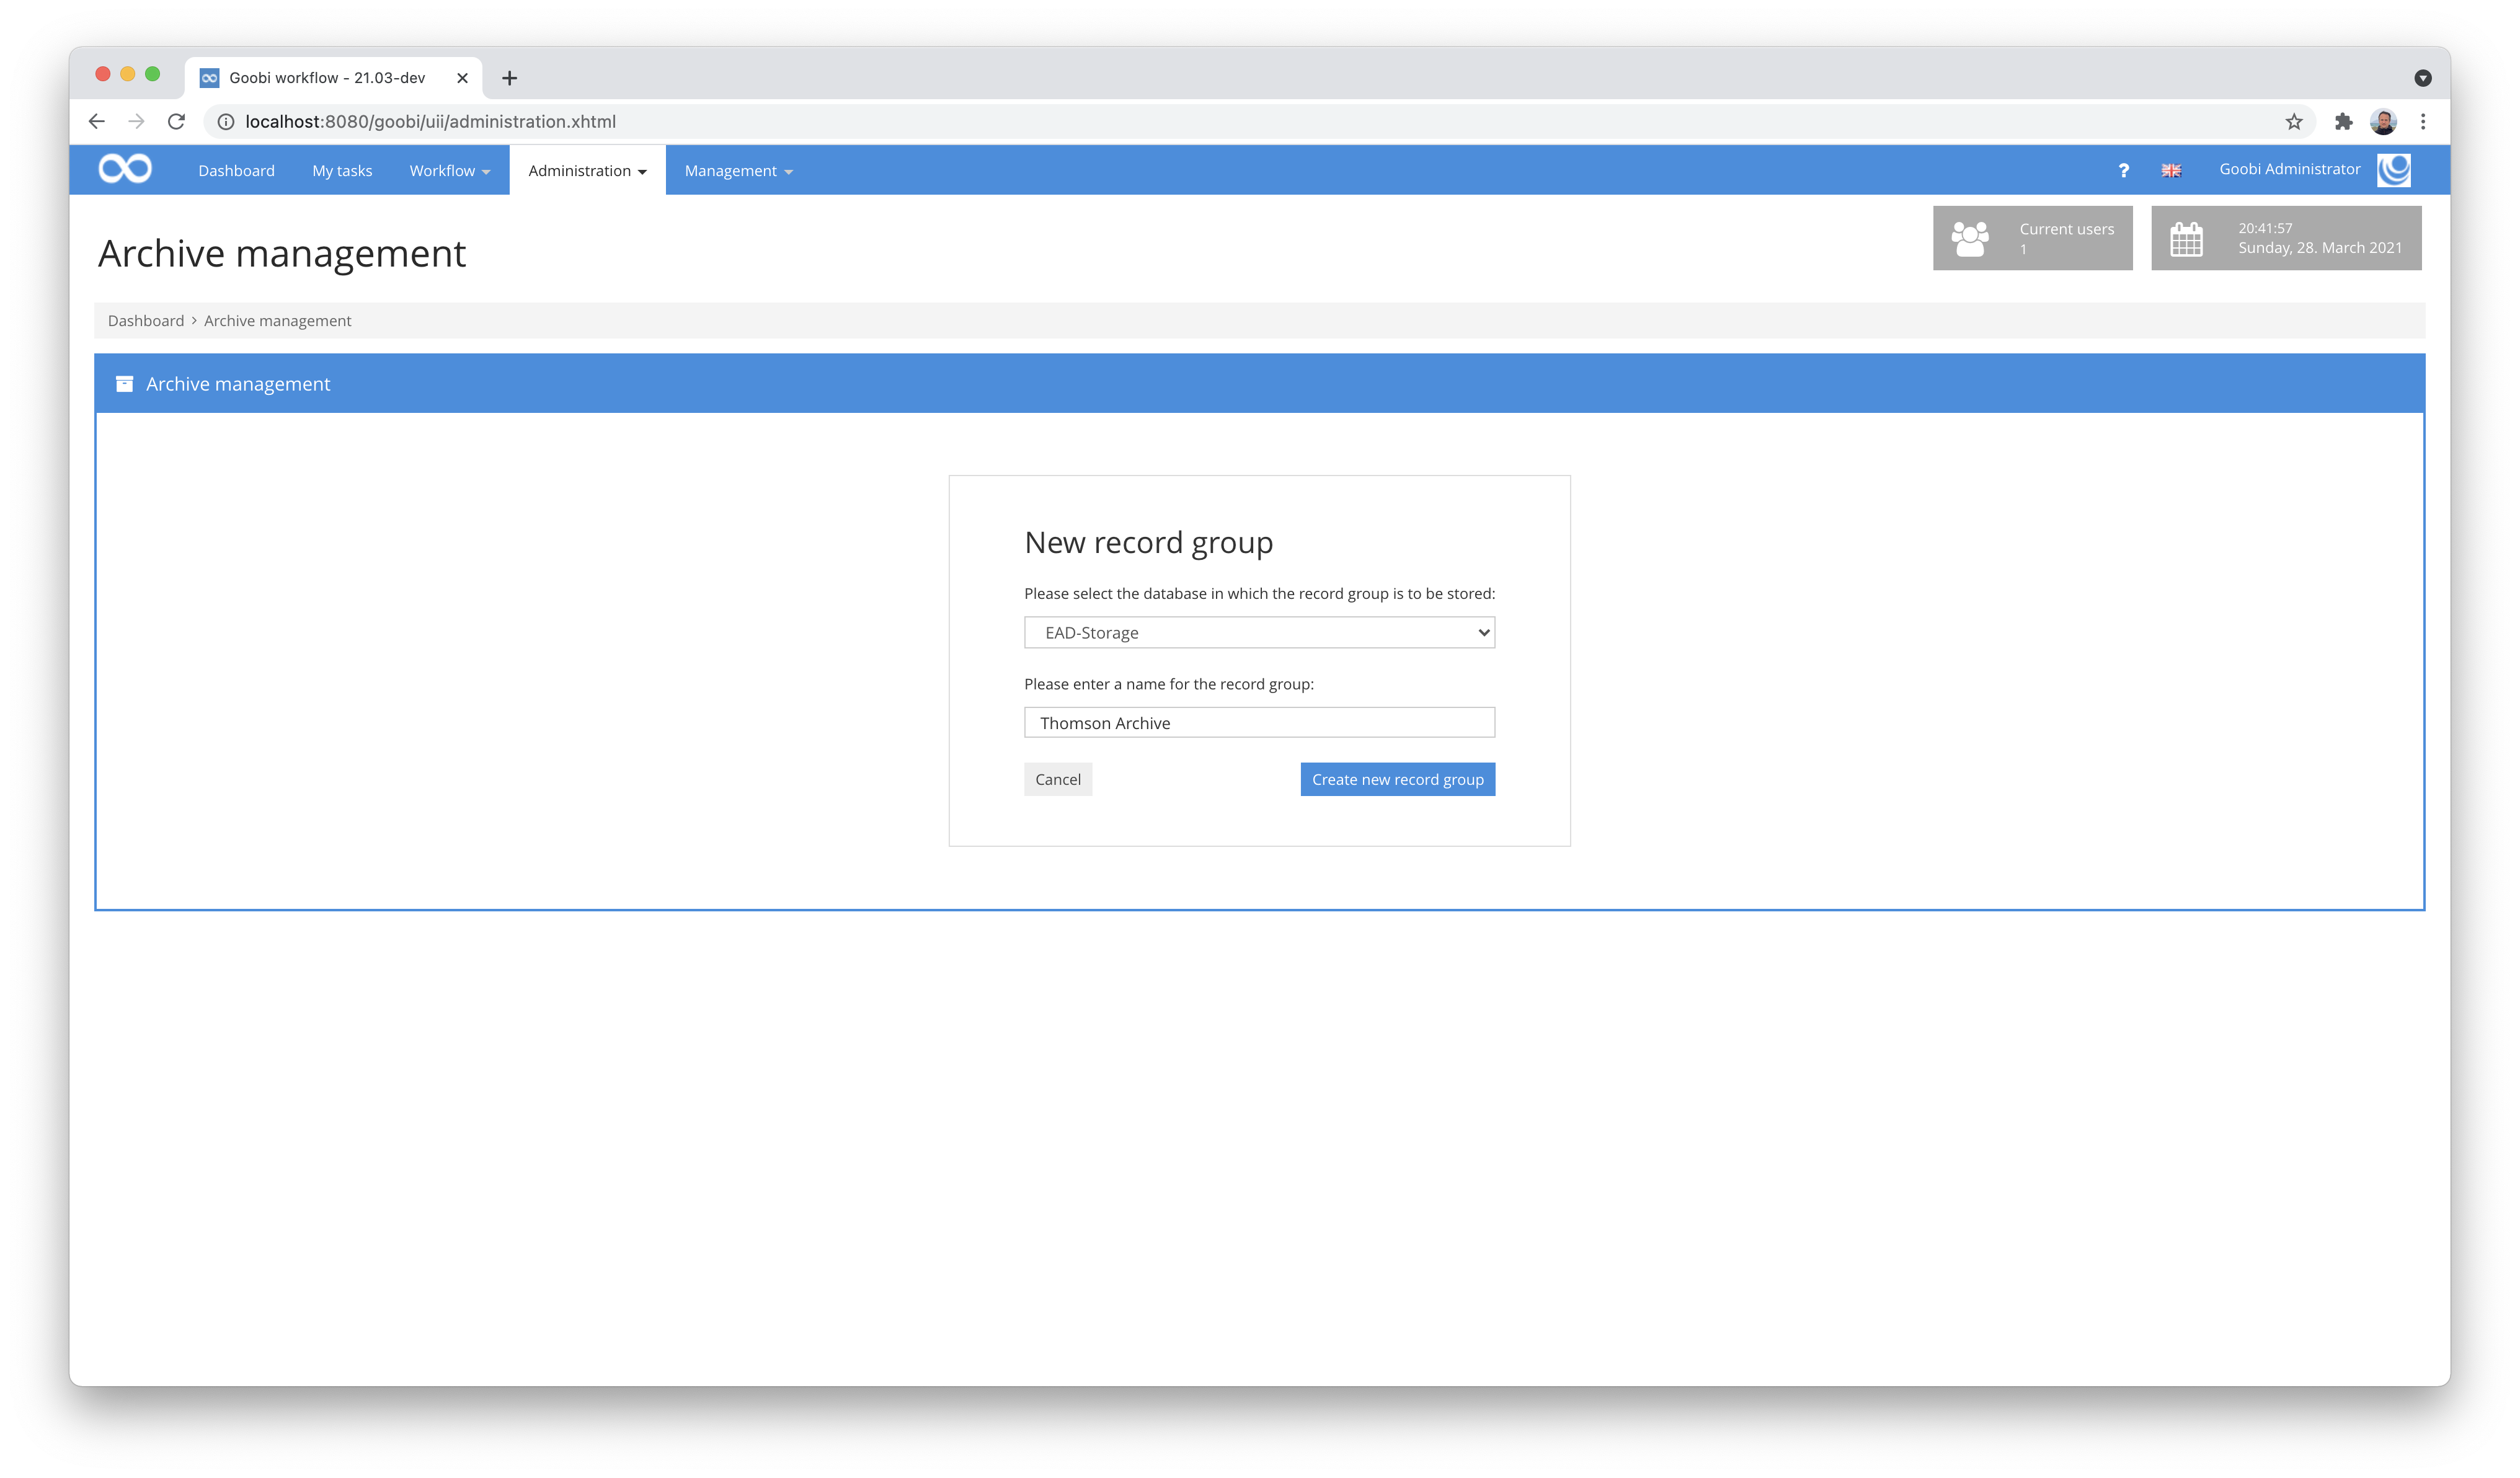 Goobi workflow - 21.03-dev
localhost:8080/goobi/uii/administration.xhtml
Dashboard My tasks Workflow Administration Management ? Goobi Administrator
Archive management
Current users
1
20:41:57
Sunday, 28. March 2021
Dashboard > Archive management
Archive management
New record group
Please select the database in which the record group is to be stored:
EAD-Storage
Please enter a name for the record group:
Thomson Archive
Cancel Create new record group